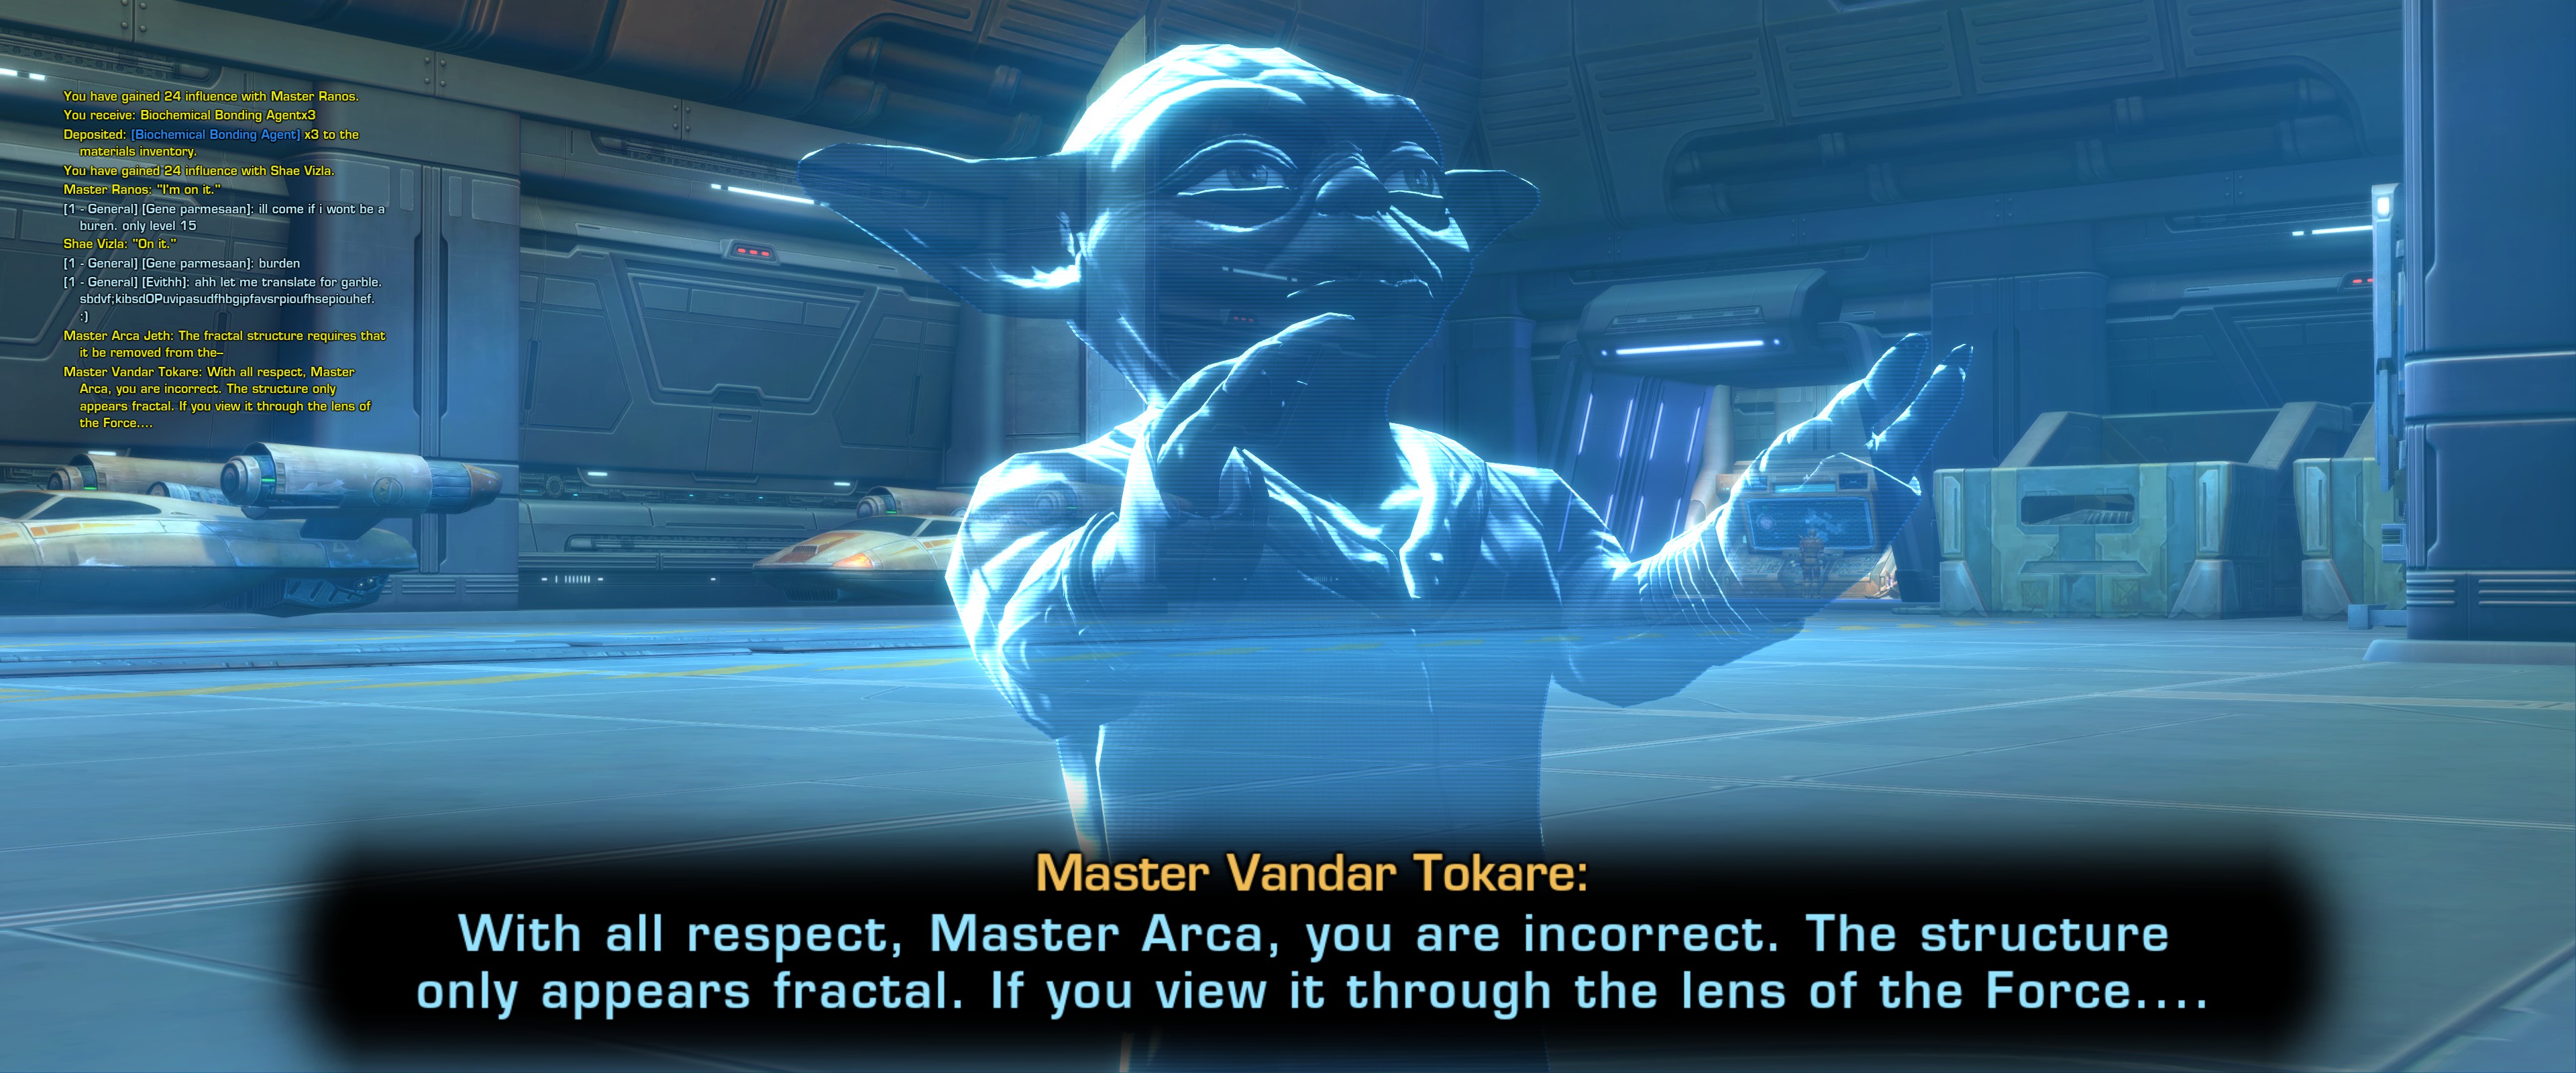 You have gained 24 influence with Master Ranos.
You receive: Biochemical Bonding Agentx3
Deposited: [Biochemical Bonding Agent] x3 to the
materials inventory.
You have gained 24 influence with Shae Vizla.
Master Ranos: "I'm on it."
[1 - General] [Gene parmesaan]: ill come if i wont be a
buren. only level 15
Shae Vizla: "On it."
[1 - General] [Gene parmesaan]: burden
[1 - General] [Evithh]: ahh let me translate for garble.
sbdvf;kibsdOPuvipasudfhbgipfavsrpioufhsepiouhef.
:)
Master Arca Jeth: The fractal structure requires that
it be removed from the–
Master Vandar Tokare: With all respect, Master
Arca, you are incorrect. The structure only
appears fractal. If you view it through the lens of
the Force....
Master Vandar Tokare:
With all respect, Master Arca, you are incorrect. The structure
only appears fractal. If you view it through the lens of the Force....